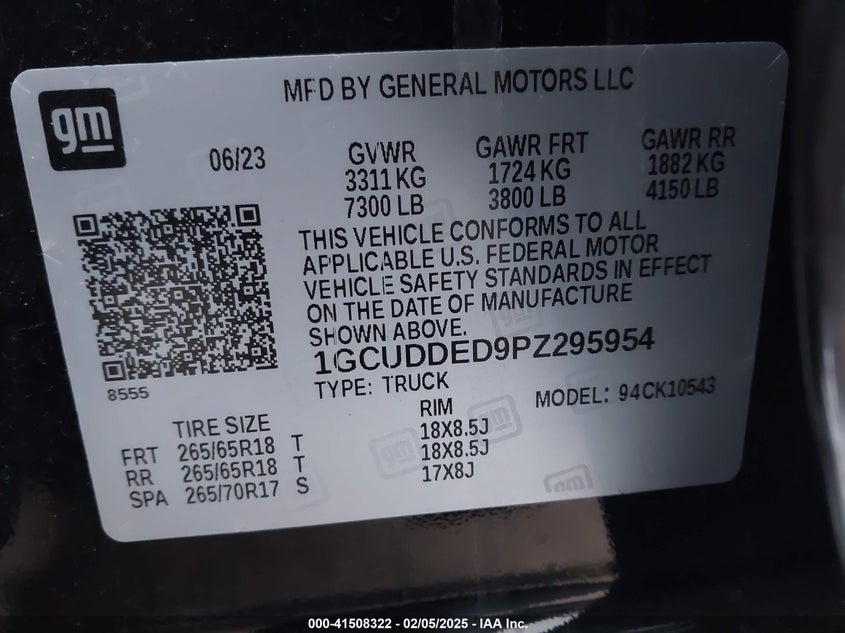 MFD BY GENERAL MOTORS LLC
gm
06/23
GVWR GAWR FRT GAWR RR
3311 KG 1724 KG 1882 KG
7300 LB 3800 LB 4150 LB
THIS VEHICLE CONFORMS TO ALL
APPLICABLE U.S. FEDERAL MOTOR
VEHICLE SAFETY STANDARDS IN EFFECT
ON THE DATE OF MANUFACTURE
SHOWN ABOVE.
1GCUDDED9PZ295954
TYPE: TRUCK MODEL: 94CK10543
8555
TIRE SIZE RIM
FRT 265/65R18 T 18X8.5J
RR 265/65R18 T 18X8.5J
SPA 265/70R17 S 17X8J
gm
gm
000-41508322 - 02/05/2025 - IAA Inc.